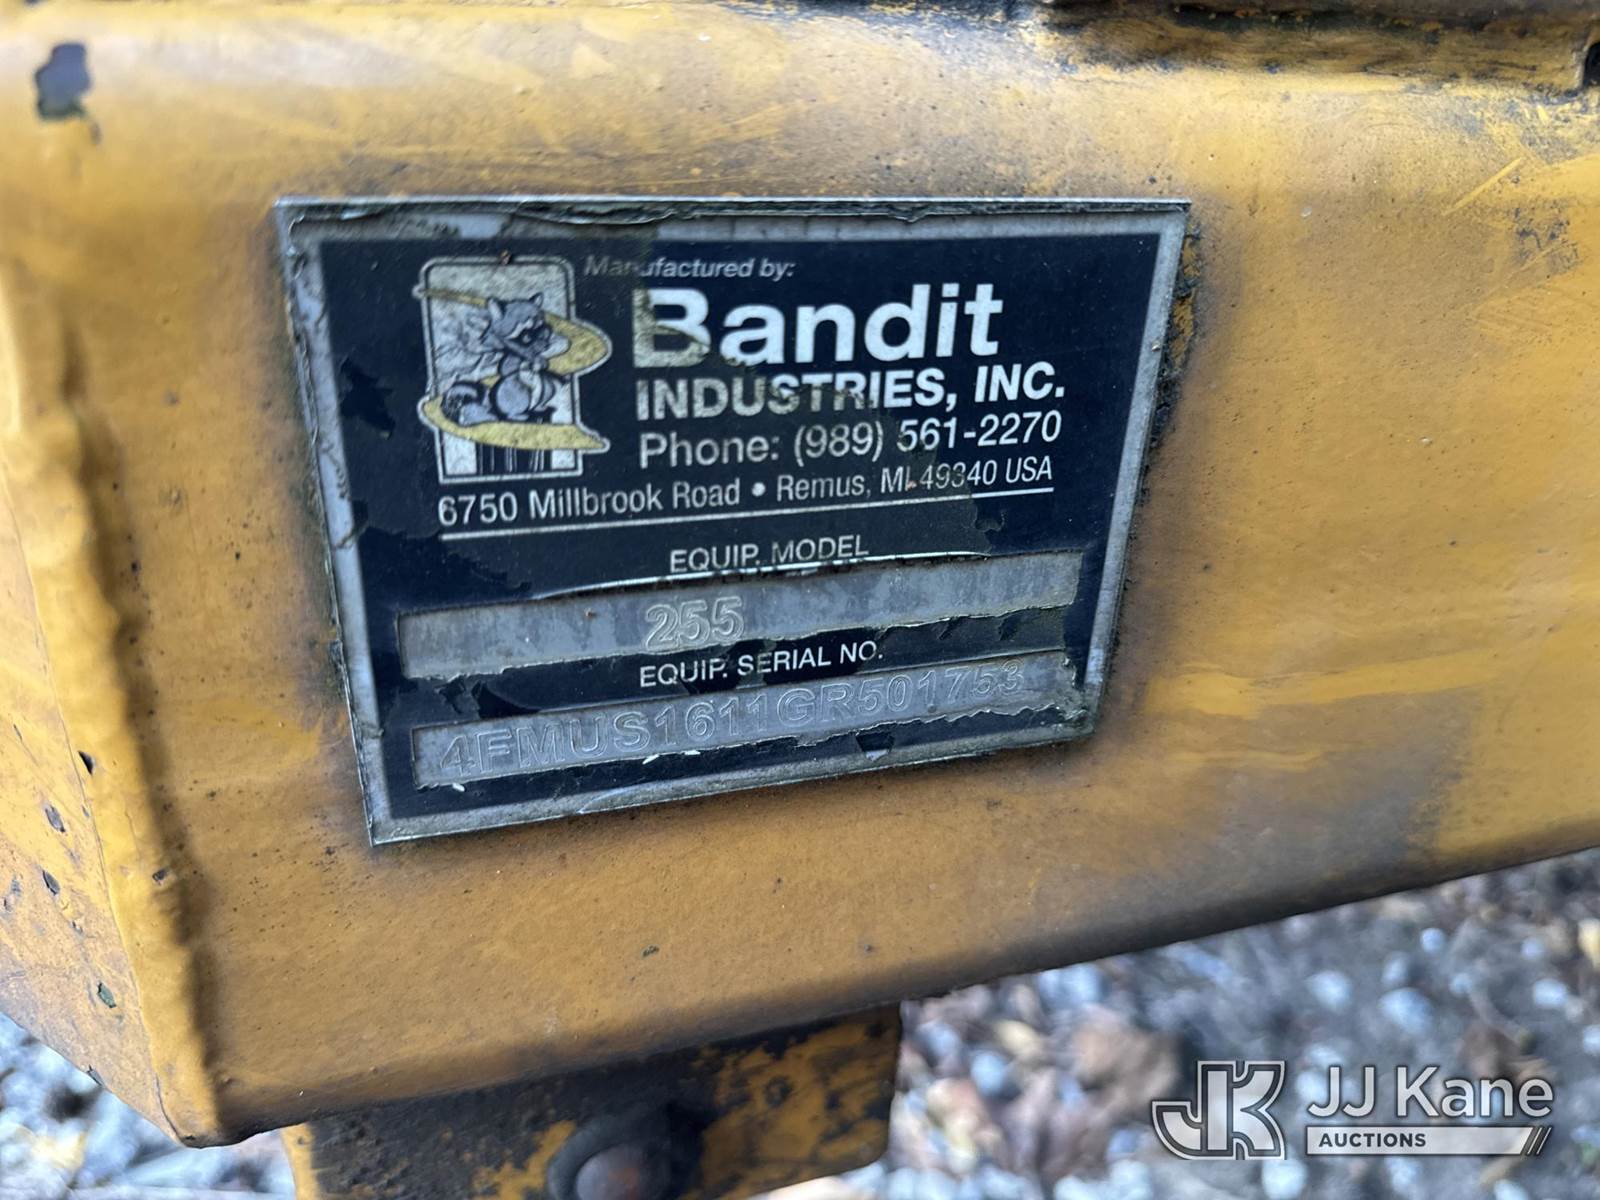 Manufactured by:
Bandit
INDUSTRIES, INC.
Phone: (989) 561-2270
6750 Millbrook Road • Remus, MI 49340 USA
EQUIP. MODEL
255
EQUIP. SERIAL NO.
4FMUS1611GR501753
JK JJ Kane
AUCTIONS